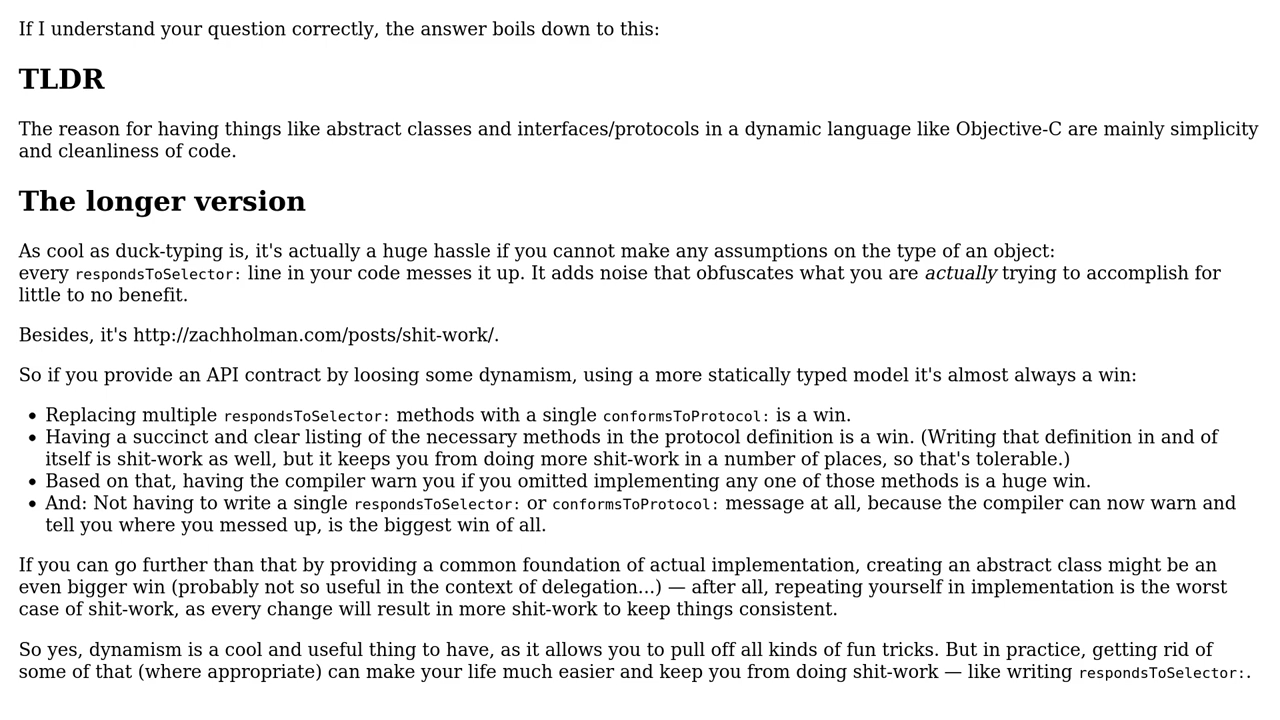 If I understand your question correctly, the answer boils down to this:
TLDR
The reason for having things like abstract classes and interfaces/protocols in a dynamic language like Objective-C are mainly simplicity
and cleanliness of code.
The longer version
As cool as duck-typing is, it's actually a huge hassle if you cannot make any assumptions on the type of an object:
every respondsToSelector: line in your code messes it up. It adds noise that obfuscates what you are actually trying to accomplish for
little to no benefit.
Besides, it's http://zachholman.com/posts/shit-work/.
So if you provide an API contract by loosing some dynamism, using a more statically typed model it's almost always a win:
• Replacing multiple respondsToSelector: methods with a single conformsToProtocol: is a win.
• Having a succinct and clear listing of the necessary methods in the protocol definition is a win. (Writing that definition in and of
itself is shit-work as well, but it keeps you from doing more shit-work in a number of places, so that's tolerable.)
• Based on that, having the compiler warn you if you omitted implementing any one of those methods is a huge win.
• And: Not having to write a single respondsToSelector: or conformsToProtocol: message at all, because the compiler can now warn and
tell you where you messed up, is the biggest win of all.
If you can go further than that by providing a common foundation of actual implementation, creating an abstract class might be an
even bigger win (probably not so useful in the context of delegation…) — after all, repeating yourself in implementation is the worst
case of shit-work, as every change will result in more shit-work to keep things consistent.
So yes, dynamism is a cool and useful thing to have, as it allows you to pull off all kinds of fun tricks. But in practice, getting rid of
some of that (where appropriate) can make your life much easier and keep you from doing shit-work — like writing respondsToSelector:.